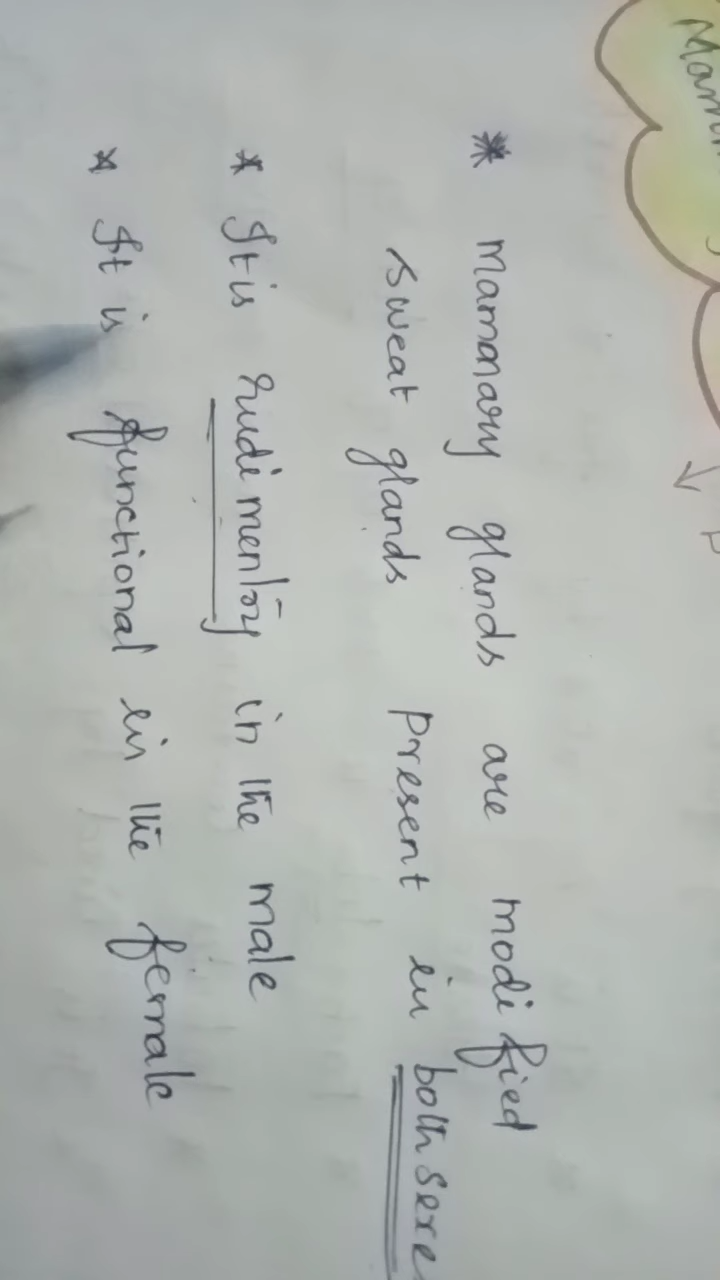 * Mammary glands are modified
sweat glands present in both sexe
* It is rudimentory in the male
* It is functional in the female